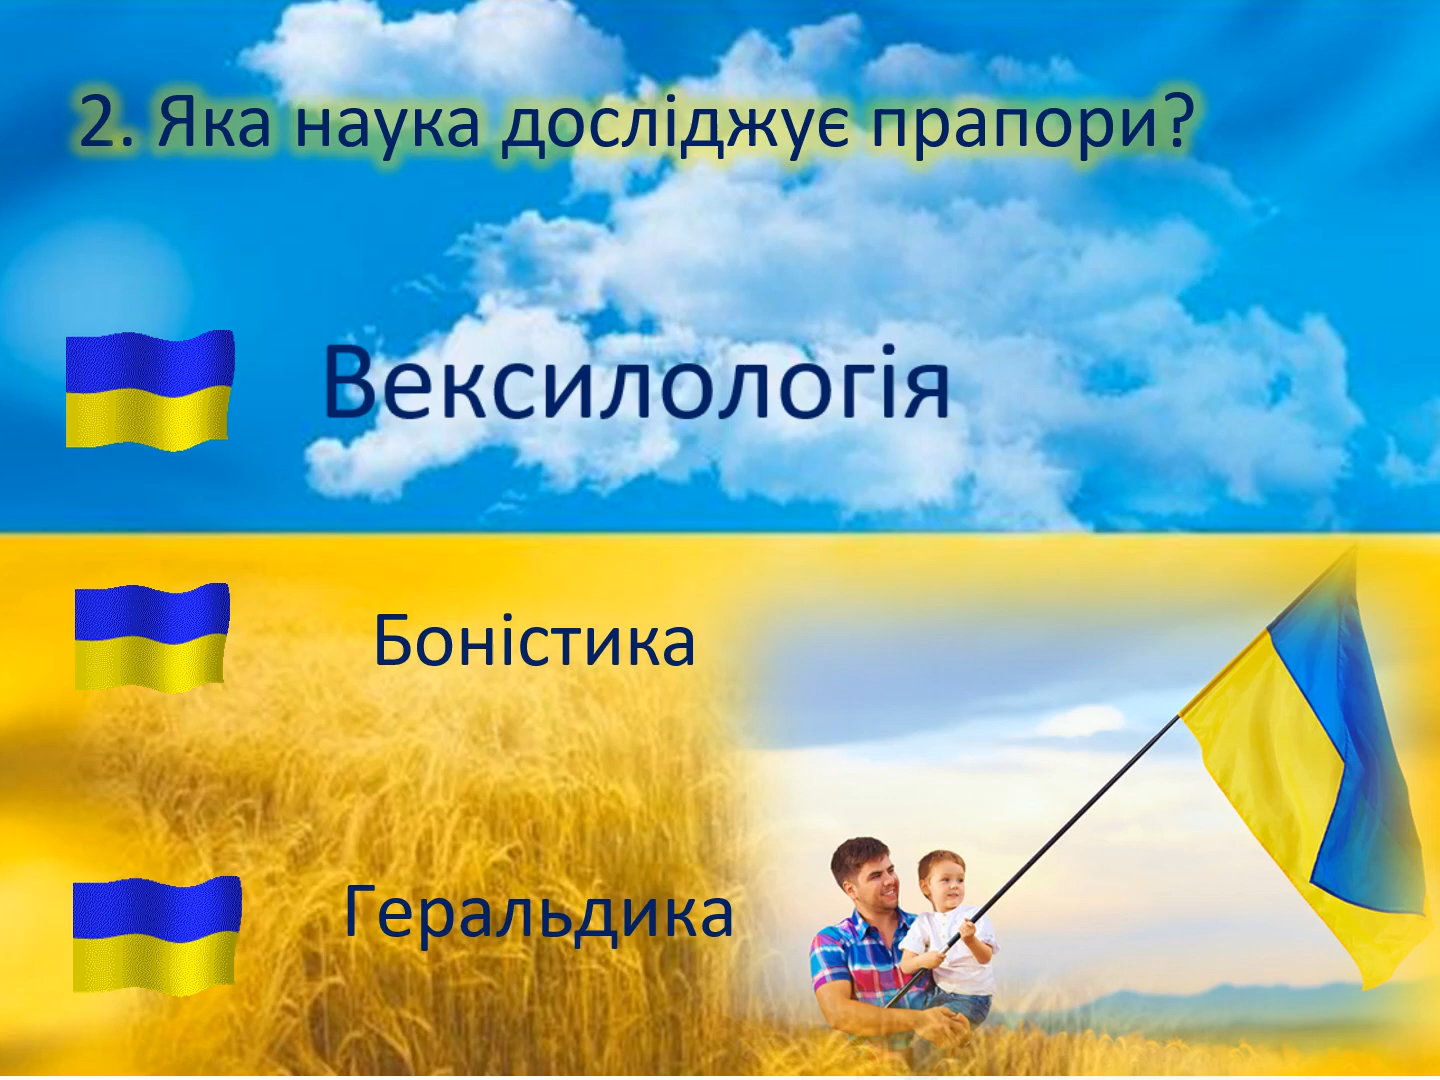 2. Яка наука досліджує прапори?
Вексилологія
Боністика
Геральдика